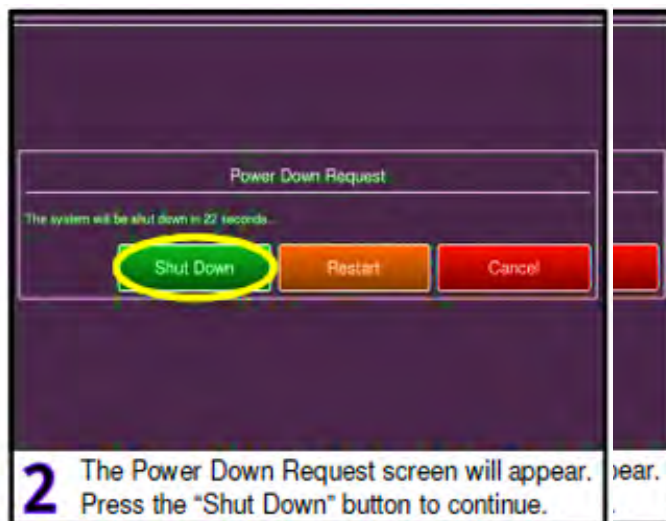 Power Down Request
The system will be shut down in 22 seconds.
Shut Down Restart Cancel
2 The Power Down Request screen will appear.
Press the “Shut Down” button to continue.
pear.
.